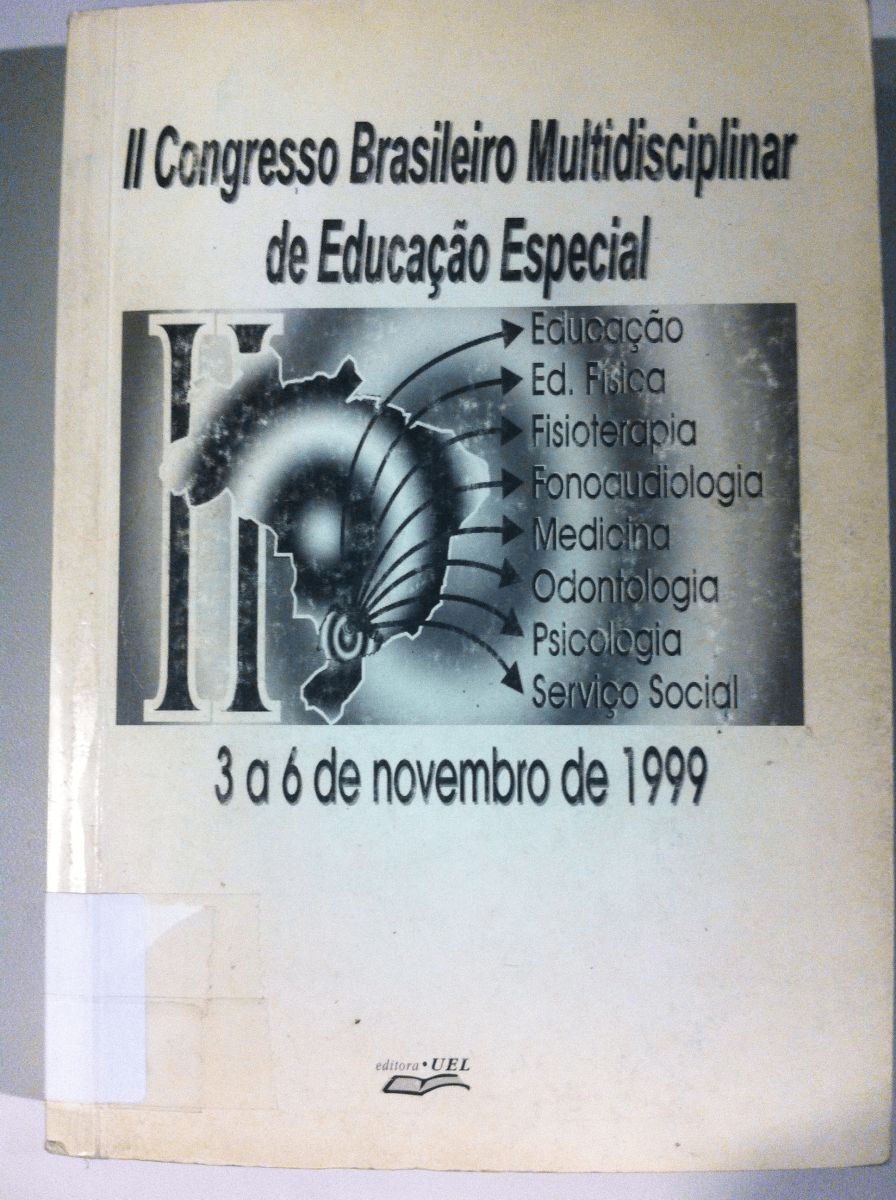 II Congresso Brasileiro Multidisciplinar
de Educação Especial
II
Educação
Ed. Física
Fisioterapia
Fonoaudiologia
Medicina
Odontologia
Psicologia
Serviço Social
3 a 6 de novembro de 1999
editora • UEL